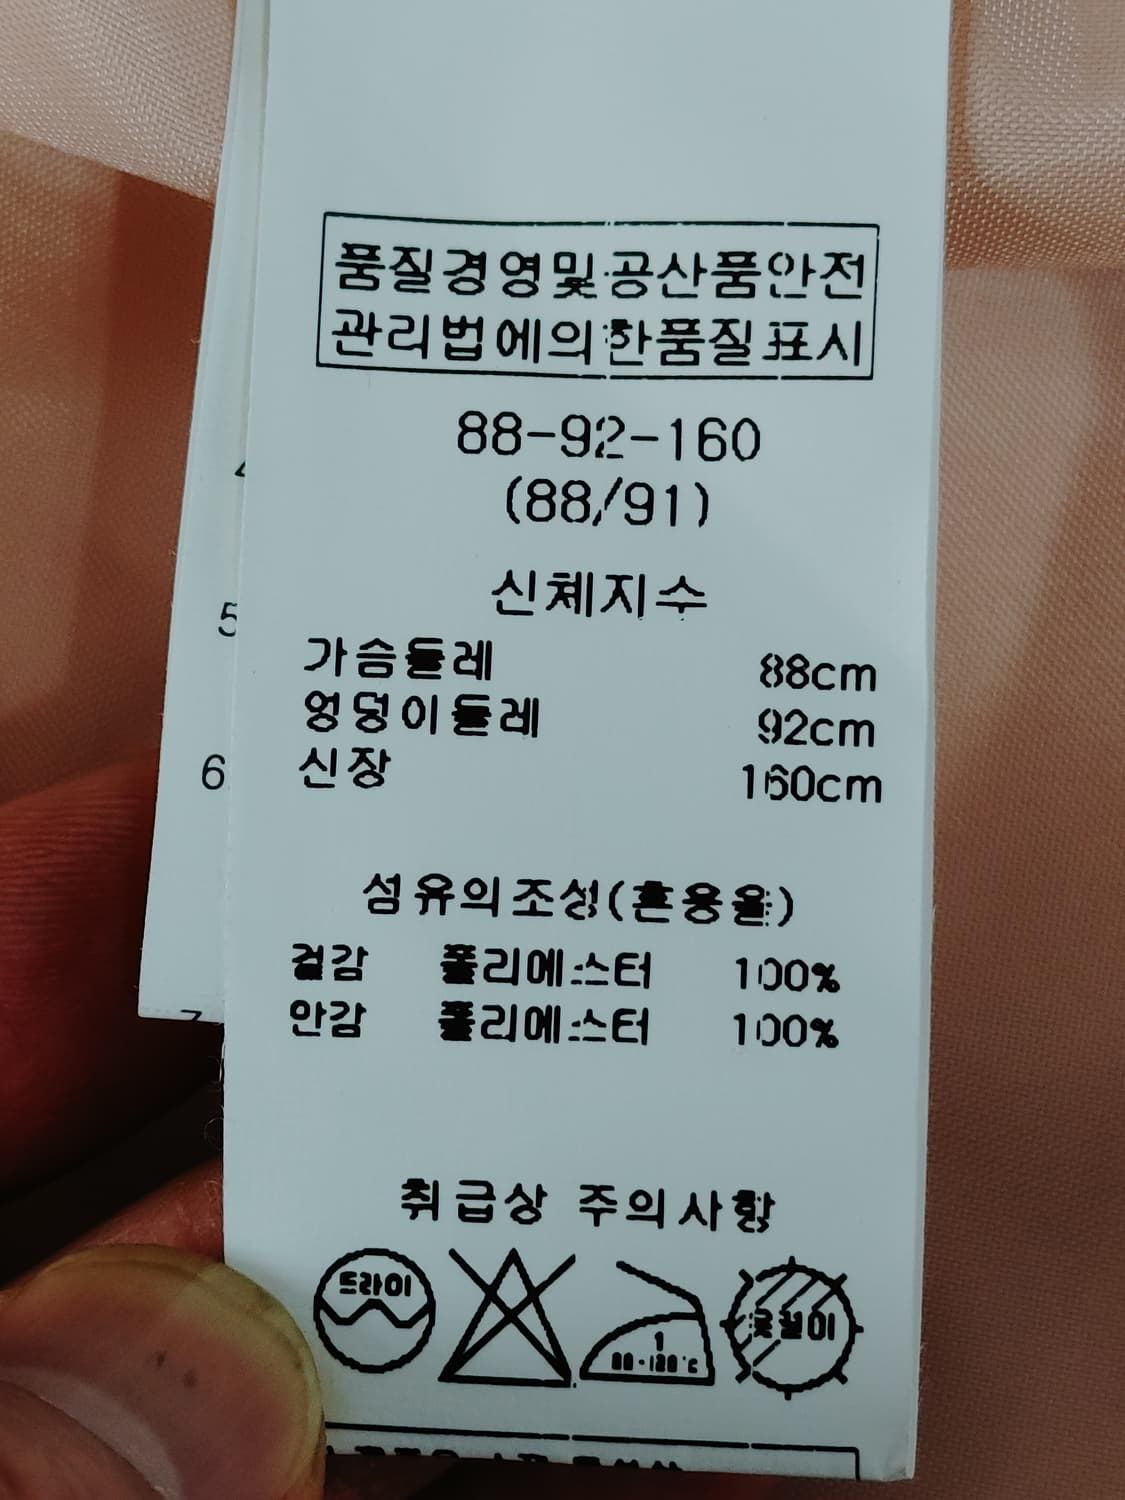 품질경영및공산품안전
관리법에의한품질표시
88-92-160
(88/91)
신체지수
가슴둘레 88cm
엉덩이둘레 92cm
신장 160cm
섬유의조성(혼용율)
겉감 폴리에스터 100%
안감 폴리에스터 100%
취급상 주의사항
드라이
1
80-120℃
옷걸이
5
6